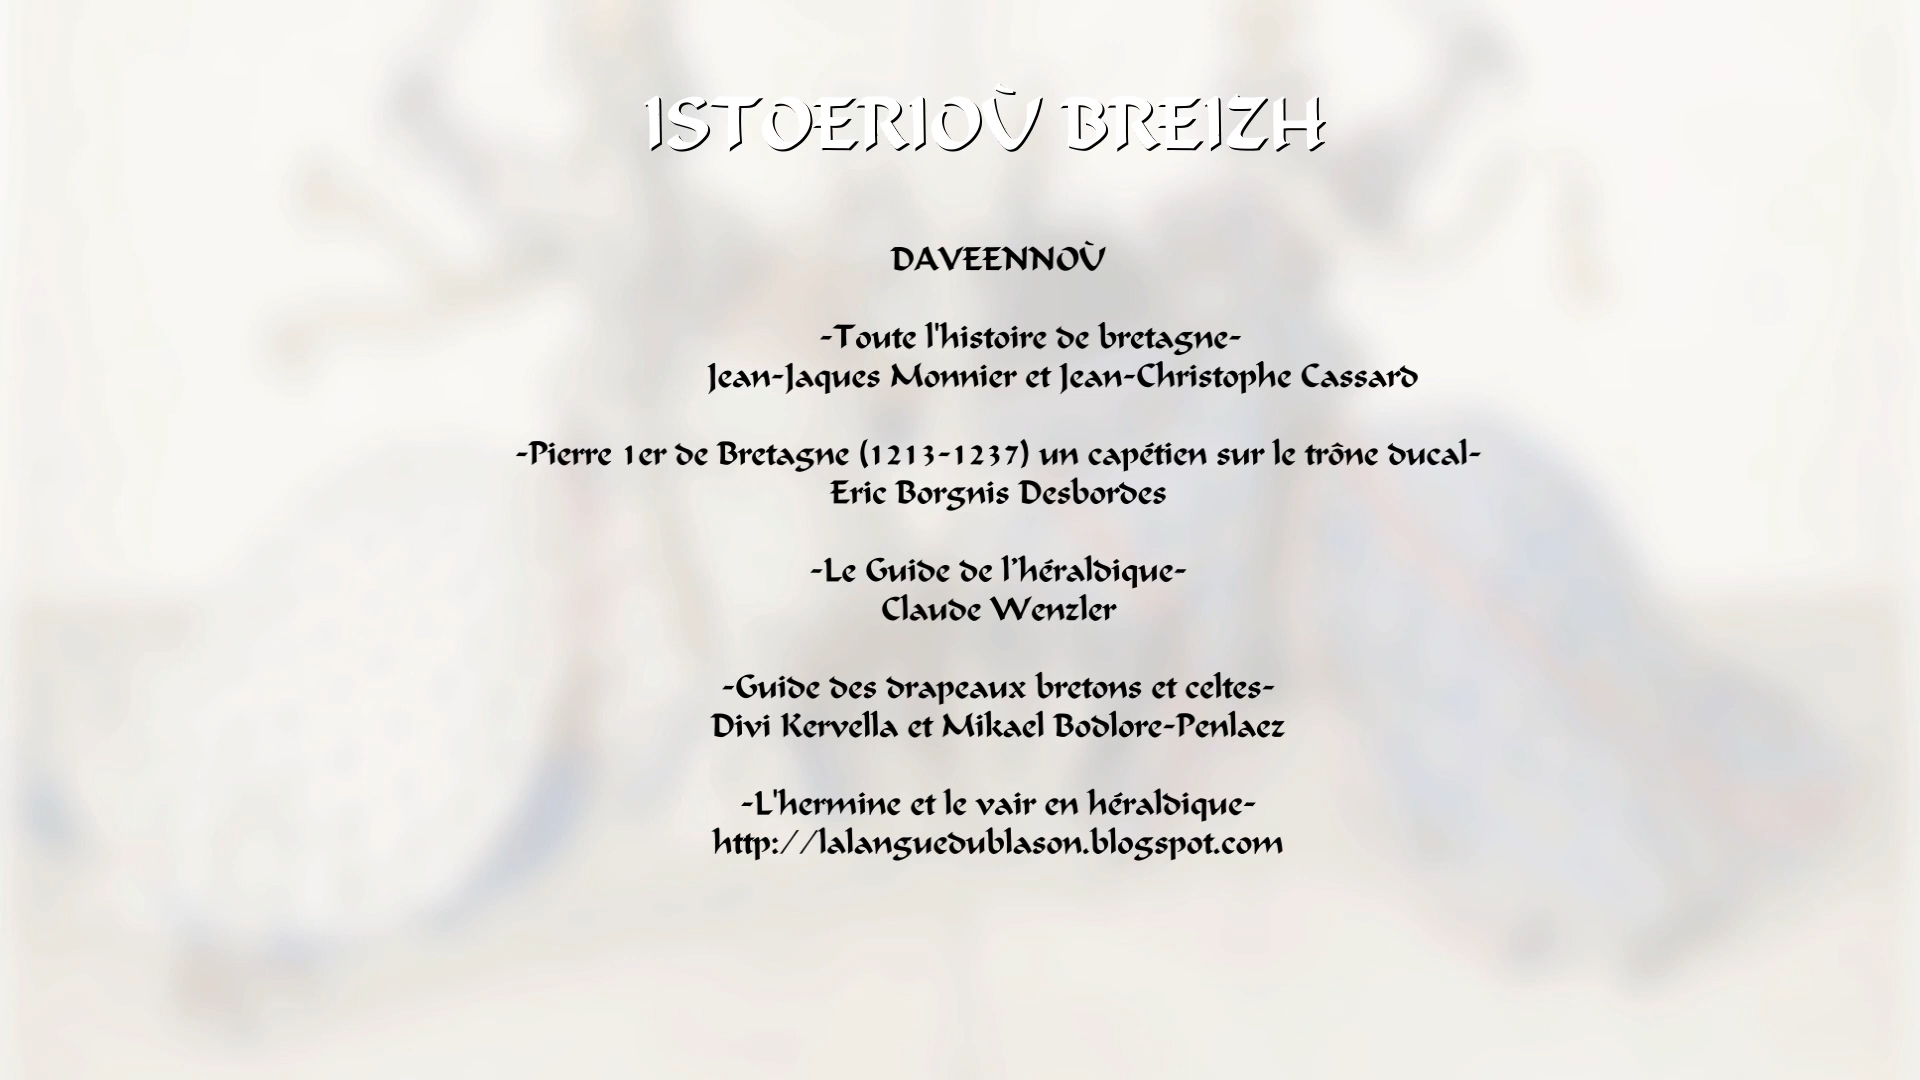 ISTOERIOÙ BREIZH
DAVEENNOÙ
-Toute l'histoire de bretagne-
Jean-Jaques Monnier et Jean-Christophe Cassard
-Pierre 1er de Bretagne (1213-1237) un capétien sur le trône ducal-
Eric Borgnis Desbordes
-Le Guide de l’héraldique-
Claude Wenzler
-Guide des drapeaux bretons et celtes-
Divi Kervella et Mikael Bodlore-Penlaez
-L'hermine et le vair en héraldique-
http://lalanguedublason.blogspot.com